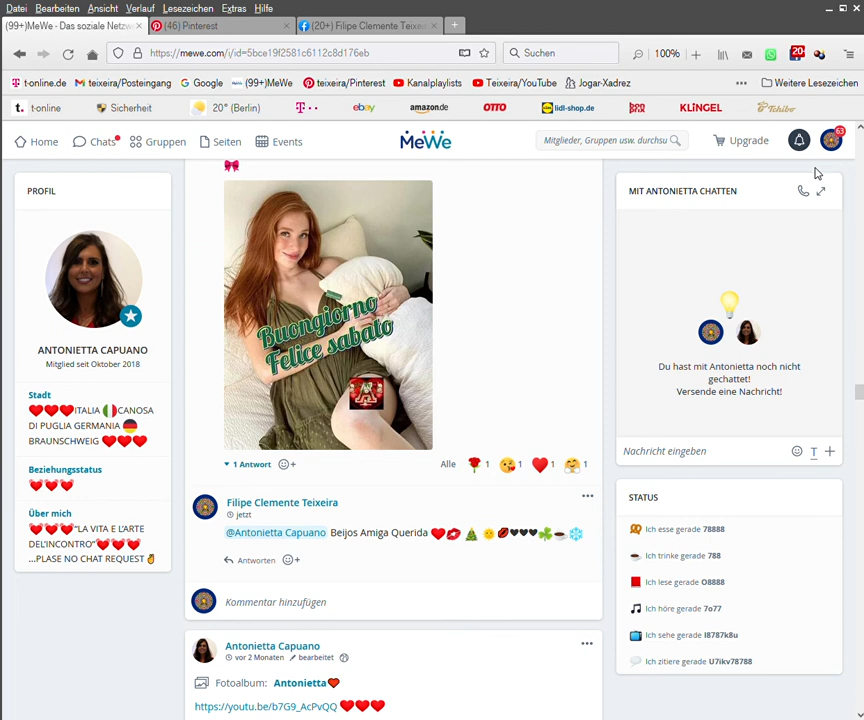 Datei Bearbeiten Ansicht Verlauf Lesezeichen Extras Hilfe
(99+)MeWe - Das soziale Netzw
(46) Pinterest
(20+) Filipe Clemente Teixei
https://mewe.com/i/id=5bce19f2581c6112c8d176eb
Suchen
100%
20+
t-online.de
teixeira/Posteingang
Google
(99+)MeWe
teixeira/Pinterest
Kanalplaylists
Teixeira/YouTube
Jogar-Xadrez
Weitere Lesezeichen
t-online
Sicherheit
20° (Berlin)
ebay
amazon.de
OTTO
lidl-shop.de
KLiNGEL
Tchibo
Home
Chats
Gruppen
Seiten
Events
MeWe
Mitglieder, Gruppen usw. durchsu
Upgrade
63
PROFIL
ANTONIETTA CAPUANO
Mitglied seit Oktober 2018
Stadt
❤❤❤ITALIA 🇮🇹CANOSA
DI PUGLIA GERMANIA 🇩🇪
BRAUNSCHWEIG ❤❤❤
Beziehungsstatus
Über mich
"LA VITA E L'ARTE
DEL'INCONTRO"
...PLASE NO CHAT REQUEST
Buongiorno
Felice sabato
A
1 Antwort
Alle 1 1 1 1
Filipe Clemente Teixeira
jetzt
@Antonietta Capuano Beijos Amiga Querida
Antworten
Kommentar hinzufügen
Antonietta Capuano
vor 2 Monaten bearbeitet
Fotoalbum: Antonietta
https://youtu.be/b7G9_AcPvQQ ❤❤❤
MIT ANTONIETTA CHATTEN
Du hast mit Antonietta noch nicht
gechattet!
Versende eine Nachricht!
Nachricht eingeben
STATUS
Ich esse gerade 78888
Ich trinke gerade 788
Ich lese gerade O8888
Ich höre gerade 7o77
Ich sehe gerade I8787k8u
Ich zitiere gerade U7ikv78788